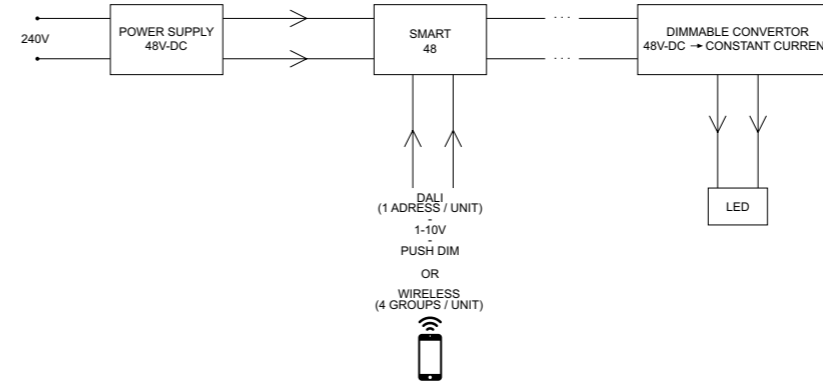 240V
POWER SUPPLY
48V-DC
SMART
48
...
...
DIMMABLE CONVERTOR
48V-DC → CONSTANT CURREN
LED
DALI
(1 ADRESS / UNIT)
-
1-10V
-
PUSH DIM
OR
WIRELESS
(4 GROUPS / UNIT)